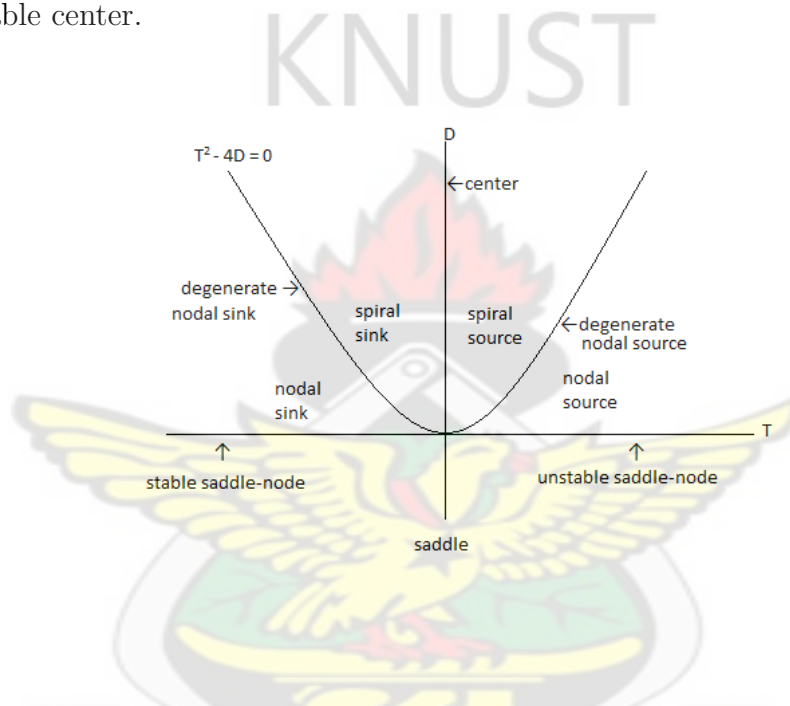 able center.
KNUST
D
T² - 4D = 0
←center
degenerate →
nodal sink
spiral
sink
spiral
source
←degenerate
nodal source
nodal
sink
nodal
source
T
↑
stable saddle-node
↑
unstable saddle-node
saddle